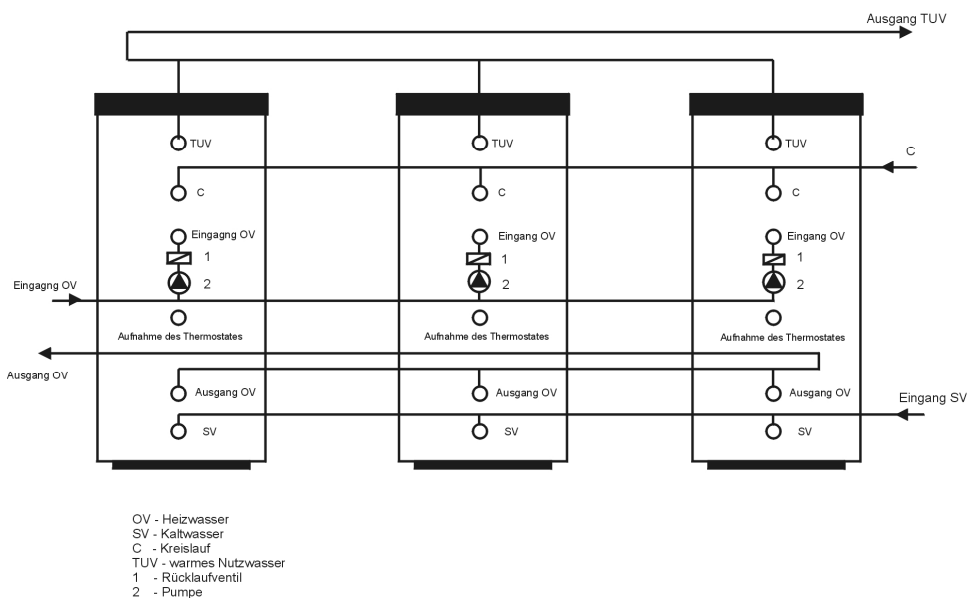 Ausgang TUV
TUV
TUV
TUV
C
C
C
C
Eingagng OV
Eingang OV
Eingang OV
1
1
1
2
2
2
Eingagng OV
Aufnahme des Thermostates
Aufnahme des Thermostates
Aufnahme des Thermostates
Ausgang OV
Ausgang OV
Ausgang OV
Ausgang OV
Eingang SV
SV
SV
SV
OV - Heizwasser
SV - Kaltwasser
C - Kreislauf
TUV - warmes Nutzwasser
1 - Rücklaufventil
2 - Pumpe